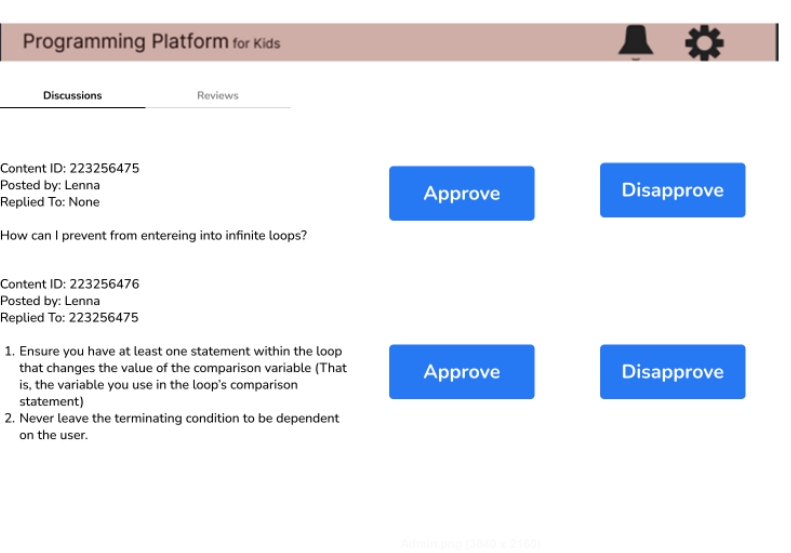 Programming Platform for Kids
Discussions
Reviews
Content ID: 223256475
Posted by: Lenna
Replied To: None
Approve
Disapprove
How can I prevent from entereing into infinite loops?
Content ID: 223256476
Posted by: Lenna
Replied To: 223256475
1. Ensure you have at least one statement within the loop
that changes the value of the comparison variable (That
is, the variable you use in the loop's comparison
statement)
2. Never leave the terminating condition to be dependent
on the user.
Approve
Disapprove